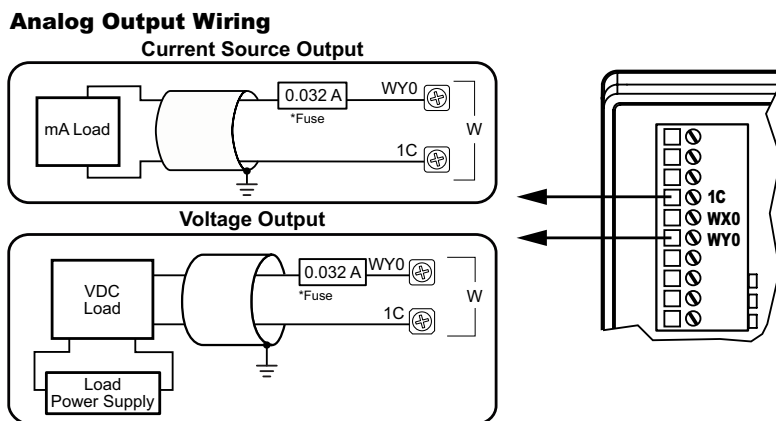 Analog Output Wiring
Current Source Output
mA Load
0.032 A
*Fuse
WY0
1C
W
Voltage Output
VDC
Load
0.032 A
*Fuse
WY0
1C
W
Load
Power Supply
1C
WX0
WY0